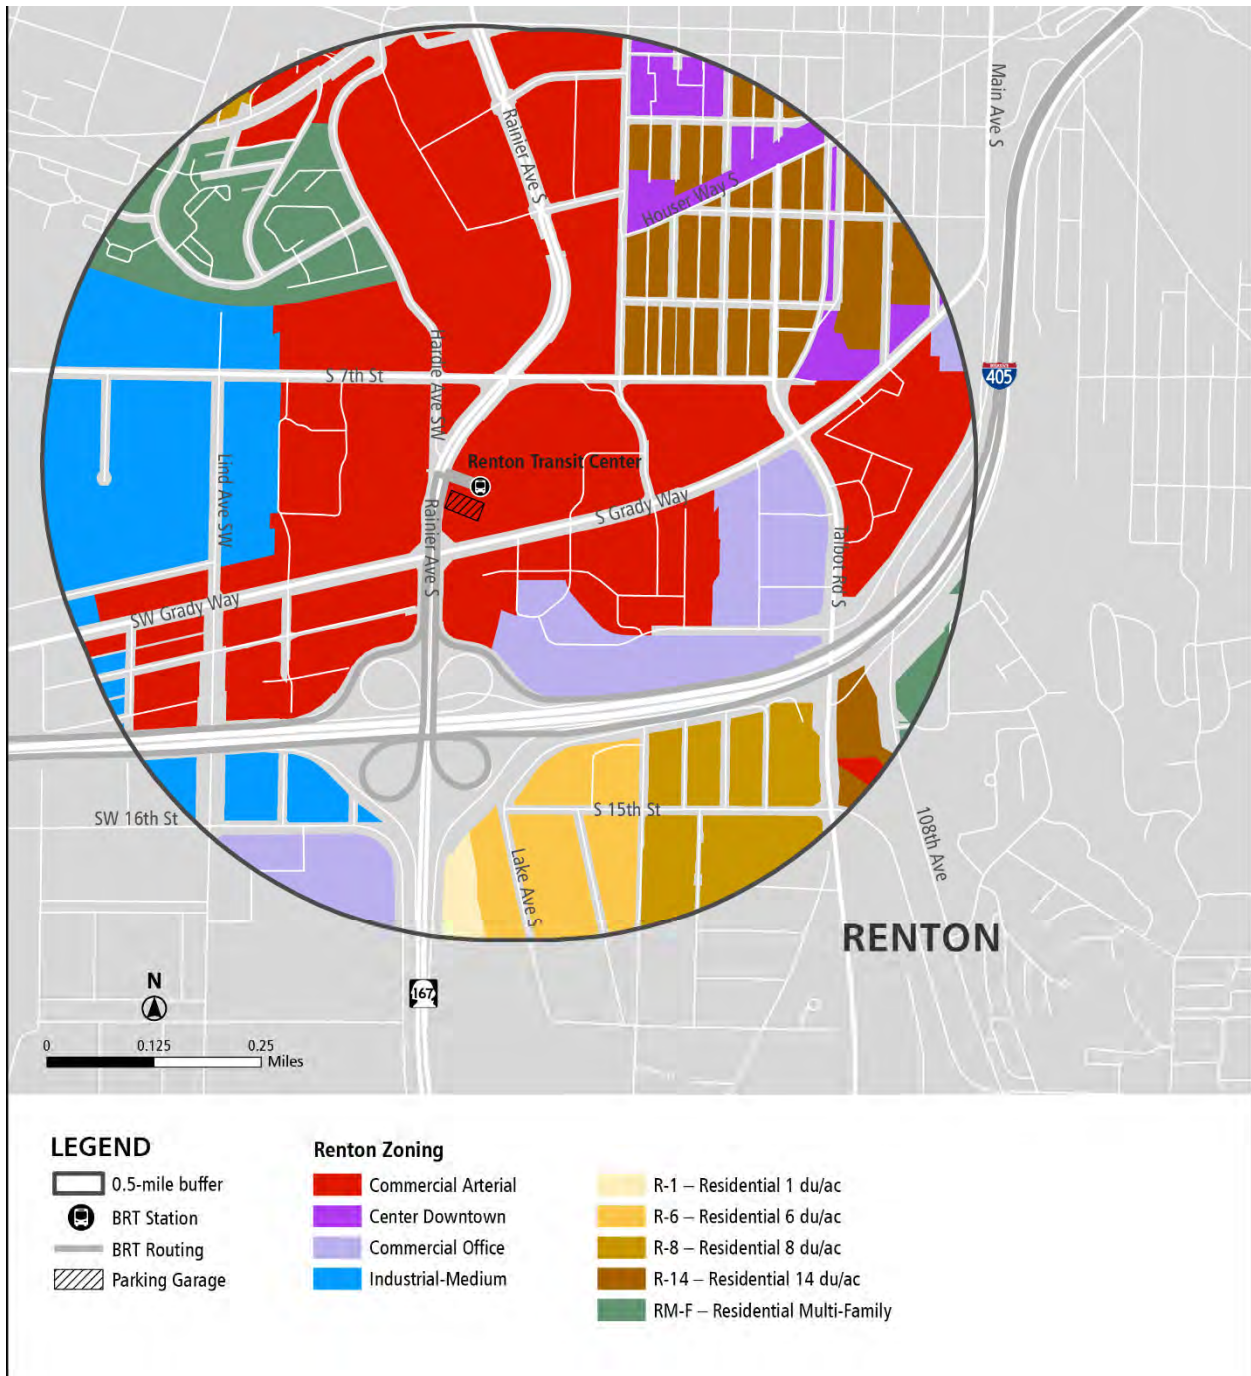 Main Ave S
Rainier Ave S
Houser Way S
INTERSTATE
405
Hardie Ave SW
S 7th St
Renton Transit Center
Lind Ave SW
S Grady Way
Rainier Ave S
Talbot Rd S
SW Grady Way
SW 16th St
S 15th St
Lake Ave S
108th Ave
RENTON
N
167
0 0.125 0.25
Miles
LEGEND
0.5-mile buffer
BRT Station
BRT Routing
Parking Garage
Renton Zoning
Commercial Arterial
Center Downtown
Commercial Office
Industrial-Medium
R-1 – Residential 1 du/ac
R-6 – Residential 6 du/ac
R-8 – Residential 8 du/ac
R-14 – Residential 14 du/ac
RM-F – Residential Multi-Family